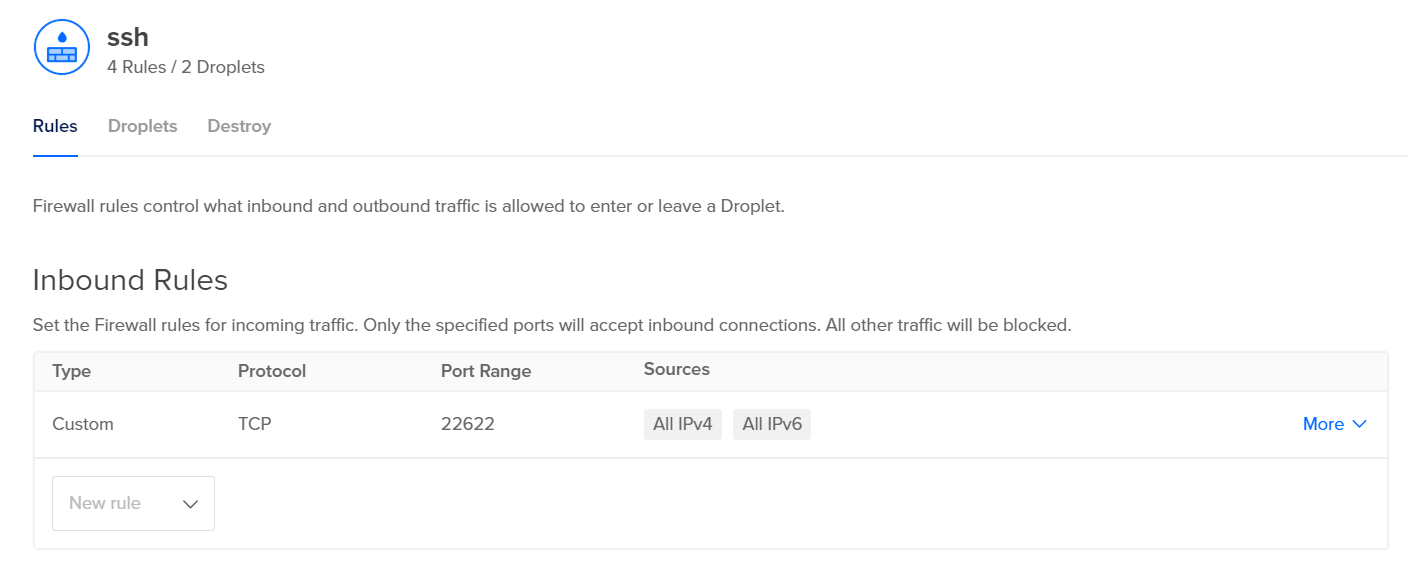 ssh
4 Rules / 2 Droplets
Rules Droplets Destroy
Firewall rules control what inbound and outbound traffic is allowed to enter or leave a Droplet.
Inbound Rules
Set the Firewall rules for incoming traffic. Only the specified ports will accept inbound connections. All other traffic will be blocked.
Type Protocol Port Range Sources
Custom TCP 22622 All IPv4 All IPv6 More
New rule